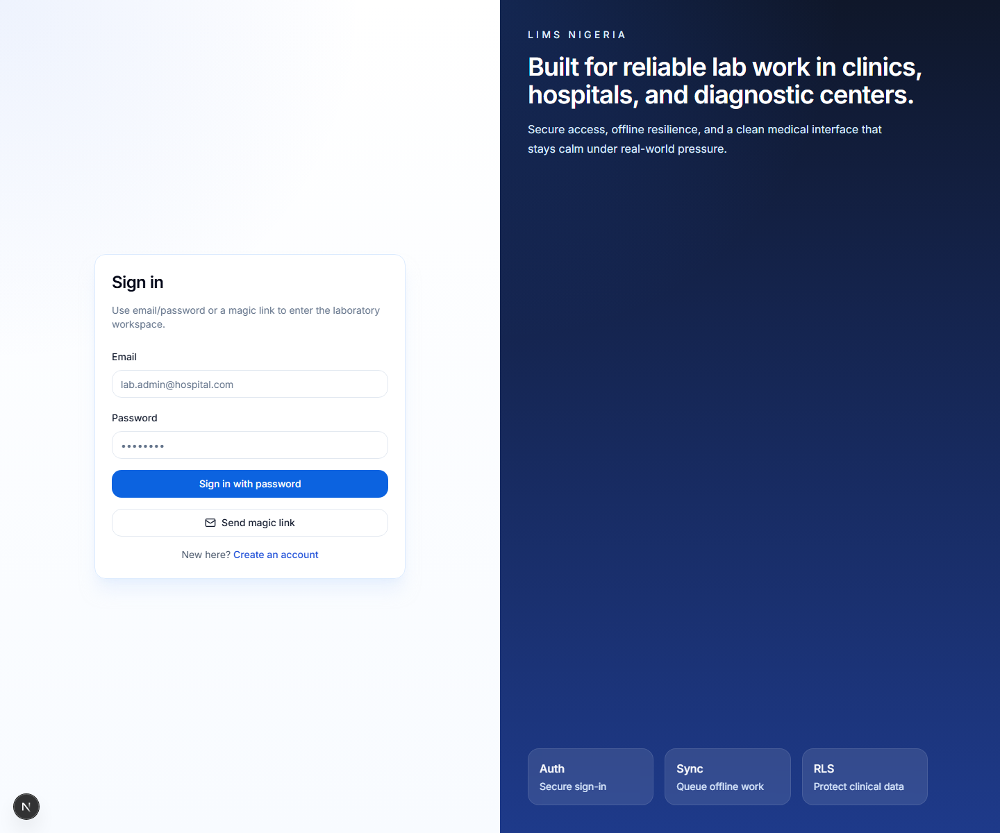 Sign in
Use email/password or a magic link to enter the laboratory
workspace.
Email
lab.admin@hospital.com
Password
••••••••
Sign in with password
Send magic link
New here? Create an account
N
LIMS NIGERIA
Built for reliable lab work in clinics,
hospitals, and diagnostic centers.
Secure access, offline resilience, and a clean medical interface that
stays calm under real-world pressure.
Auth
Secure sign-in
Sync
Queue offline work
RLS
Protect clinical data